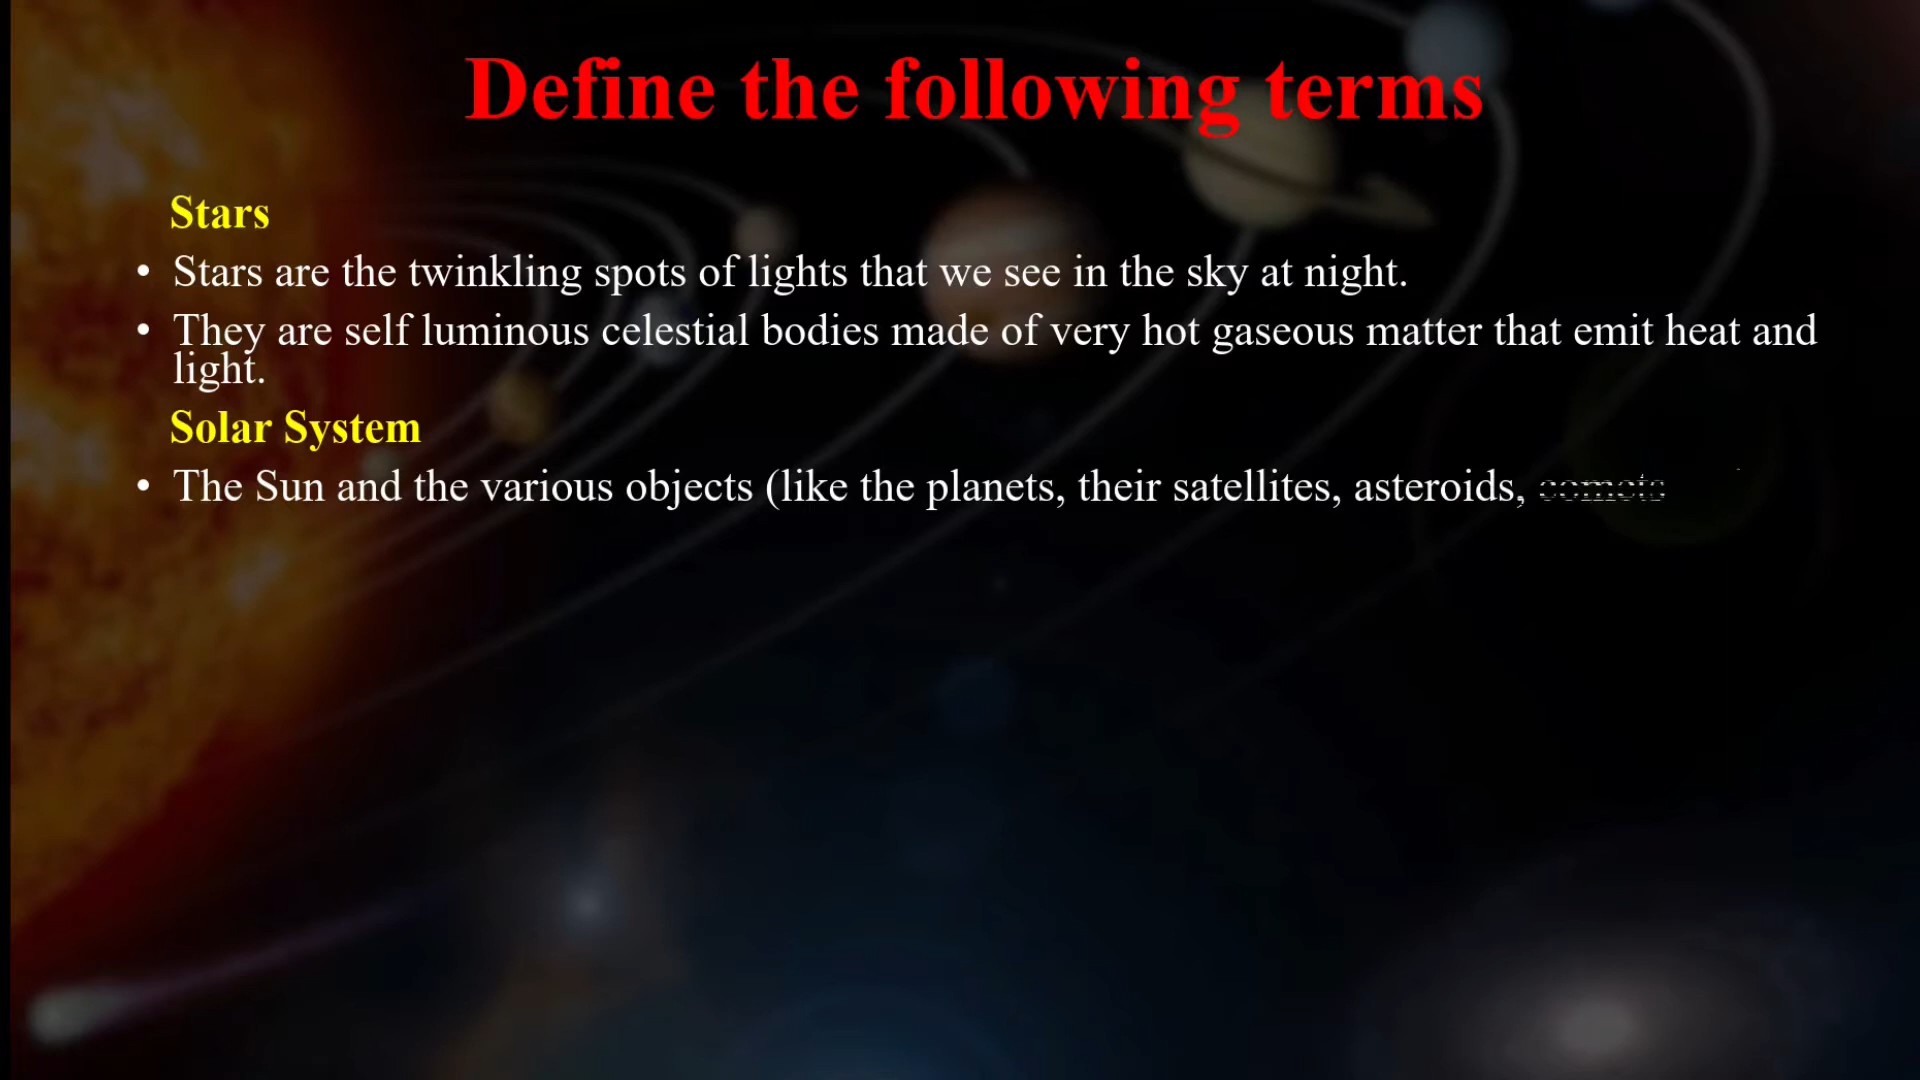 Define the following terms
Stars
• Stars are the twinkling spots of lights that we see in the sky at night.
• They are self luminous celestial bodies made of very hot gaseous matter that emit heat and
light.
Solar System
• The Sun and the various objects (like the planets, their satellites, asteroids, comets